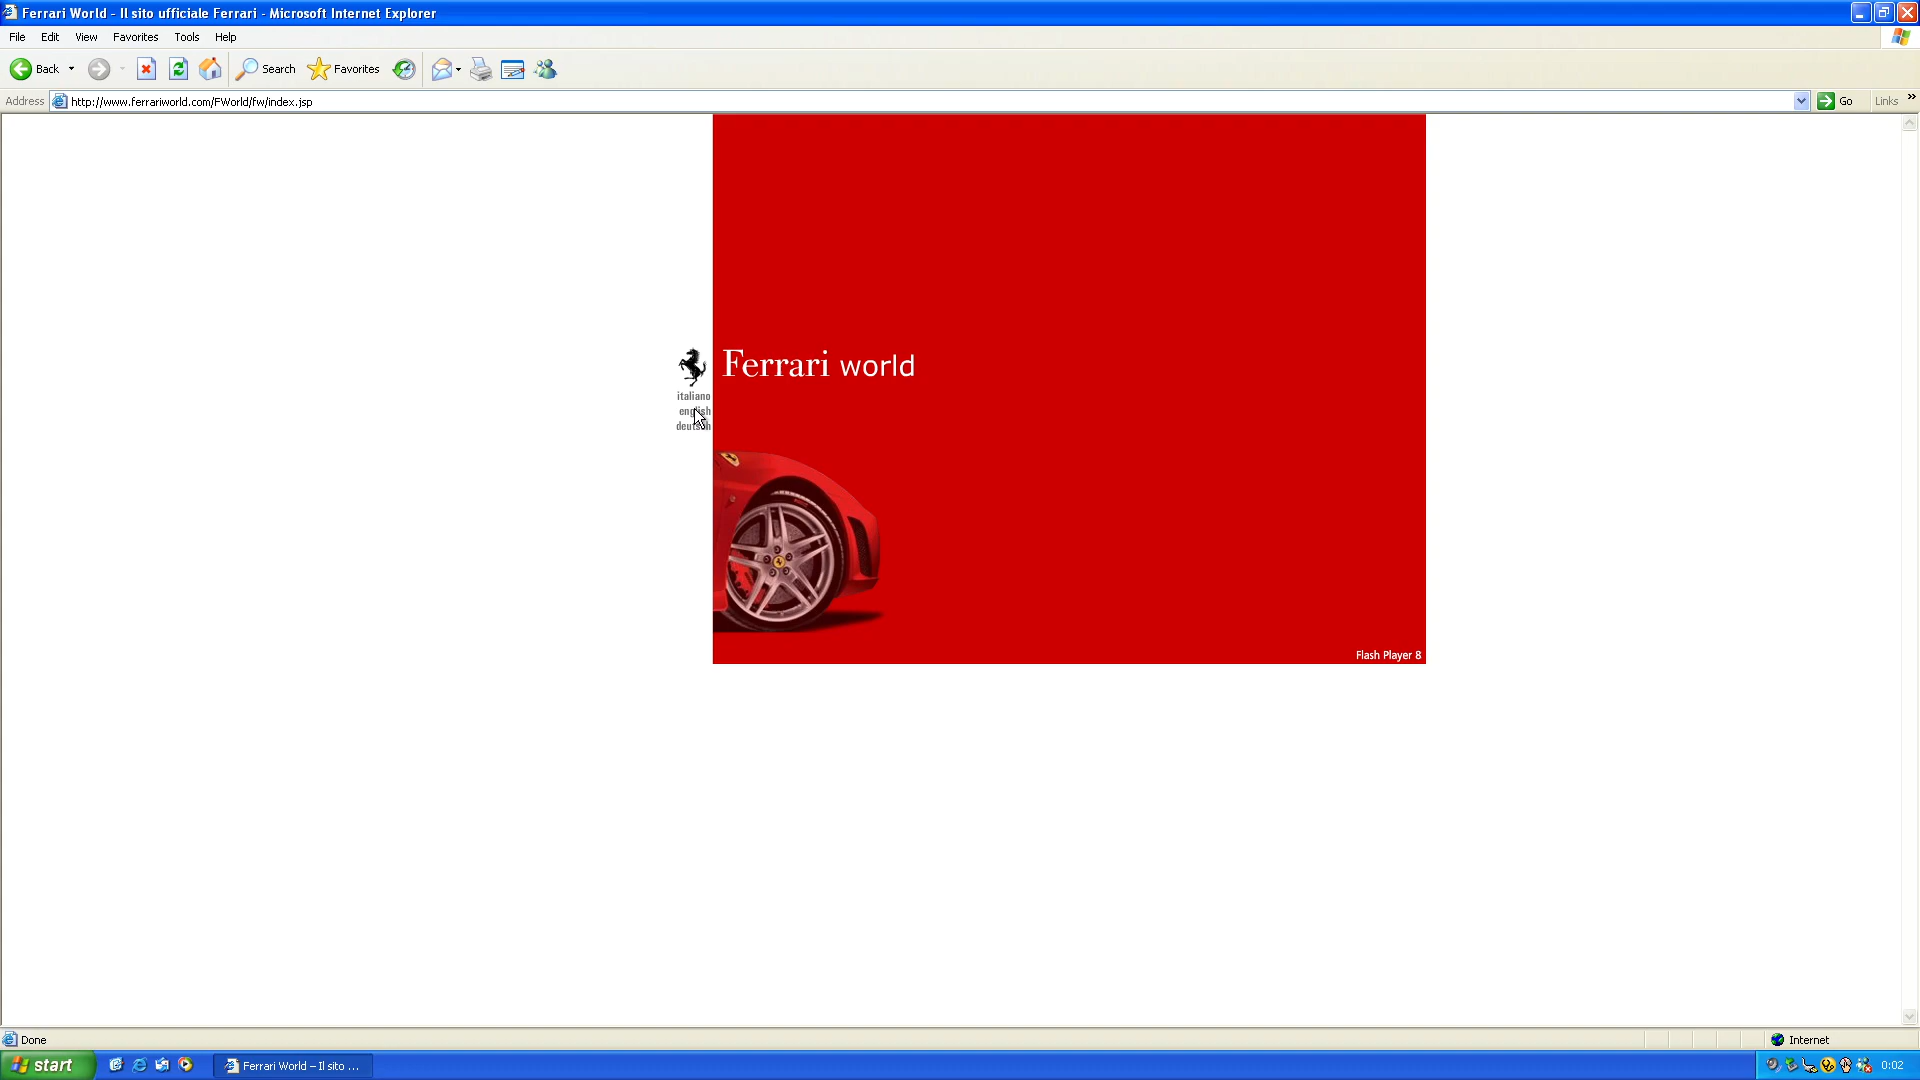 Ferrari World - Il sito ufficiale Ferrari - Microsoft Internet Explorer
File Edit View Favorites Tools Help
Back Search Favorites
Address http://www.ferrariworld.com/FWorld/fw/index.jsp Go Links »
Ferrari world
italiano
english
deutsch
Flash Player 8
Done Internet
start Ferrari World – Il sito ... 0:02